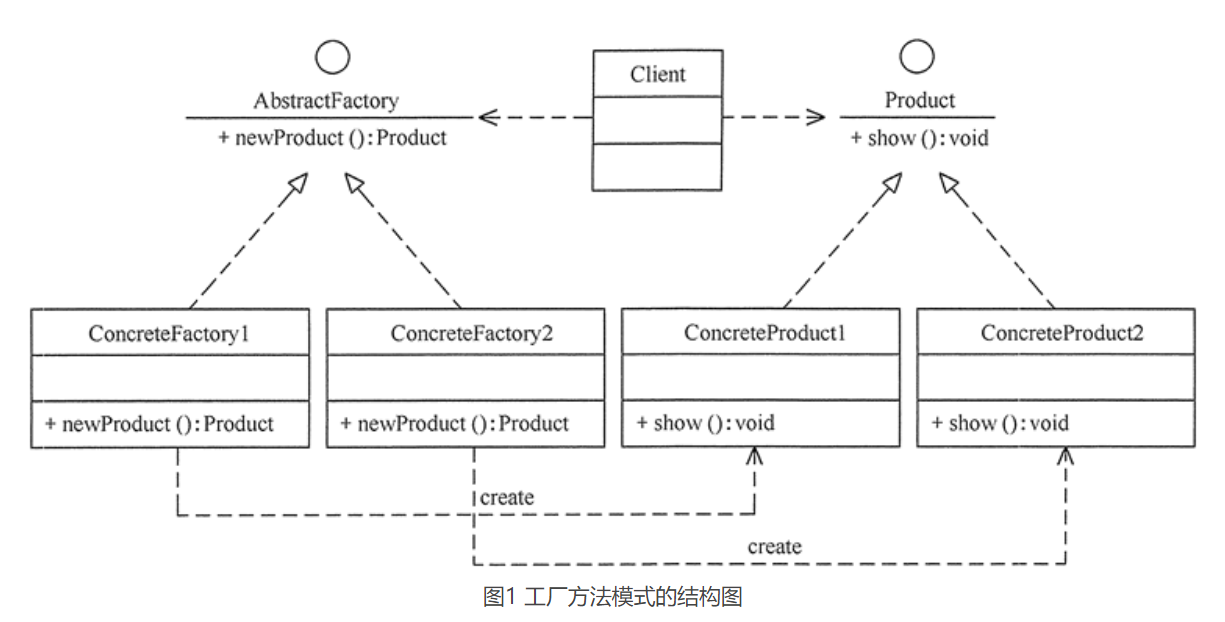 Client
AbstractFactory
Product
+ newProduct ():Product
+ show ():void
ConcreteFactory1
ConcreteFactory2
ConcreteProduct1
ConcreteProduct2
+ newProduct ():Product
+ newProduct ():Product
+ show ():void
+ show ():void
create
create
图1 工厂方法模式的结构图